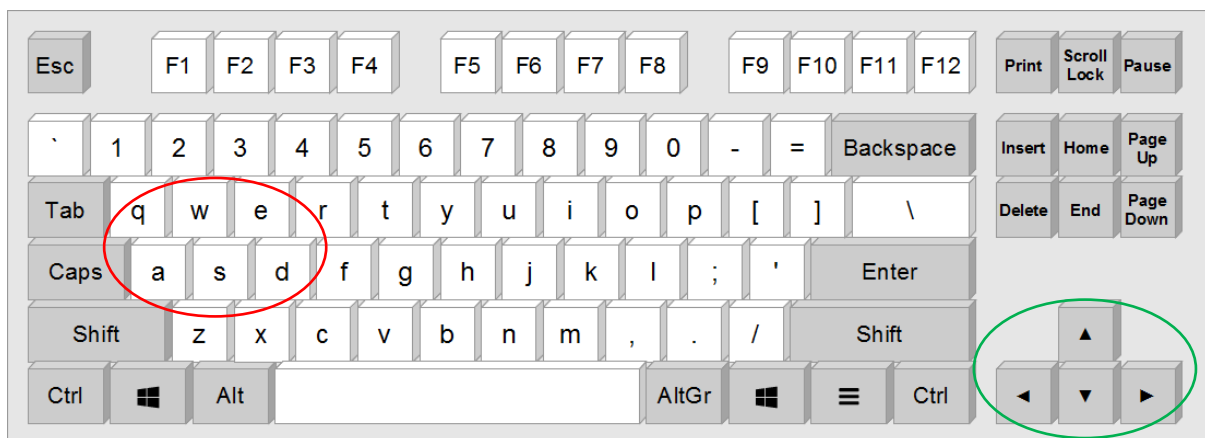 Esc F1 F2 F3 F4 F5 F6 F7 F8 F9 F10 F11 F12 Print Scroll Lock Pause
` 1 2 3 4 5 6 7 8 9 0 - = Backspace Insert Home Page Up
Tab q w e r t y u i o p [ ] \ Delete End Page Down
Caps a s d f g h j k l ; ' Enter
Shift z x c v b n m , . / Shift ▲
Ctrl Alt AltGr ☰ Ctrl ◄ ▼ ►